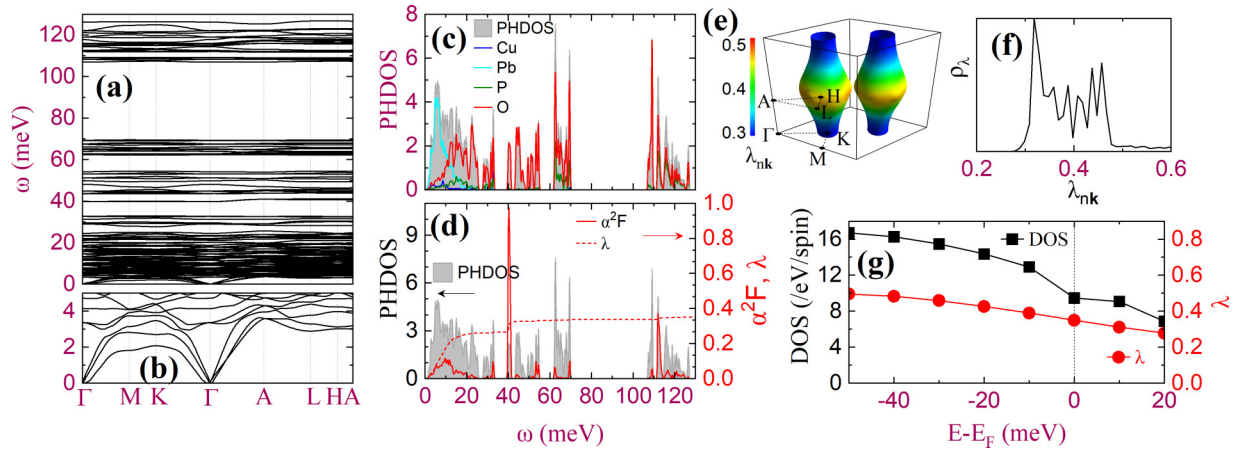 (a)
ω (meV)
120
100
80
60
40
20
0
(b)
4
2
0
Γ M K Γ A L H A
(c)
PHDOS
Cu
Pb
P
O
PHDOS
8
6
4
2
0
(d)
α²F
λ
PHDOS
PHDOS
9
6
3
0
1.0
0.8
0.6
0.4
0.2
0.0
α²F, λ
0 20 40 60 80 100 120
ω (meV)
(e)
0.5
0.4
0.3
λnk
A
H
L
Γ
K
M
(f)
ρλ
0.2 0.4 0.6
λnk
(g)
DOS
λ
DOS (/eV/spin)
16
12
8
4
0
0.8
0.6
0.4
0.2
0.0
λ
-40 -20 0 20
E-EF (meV)